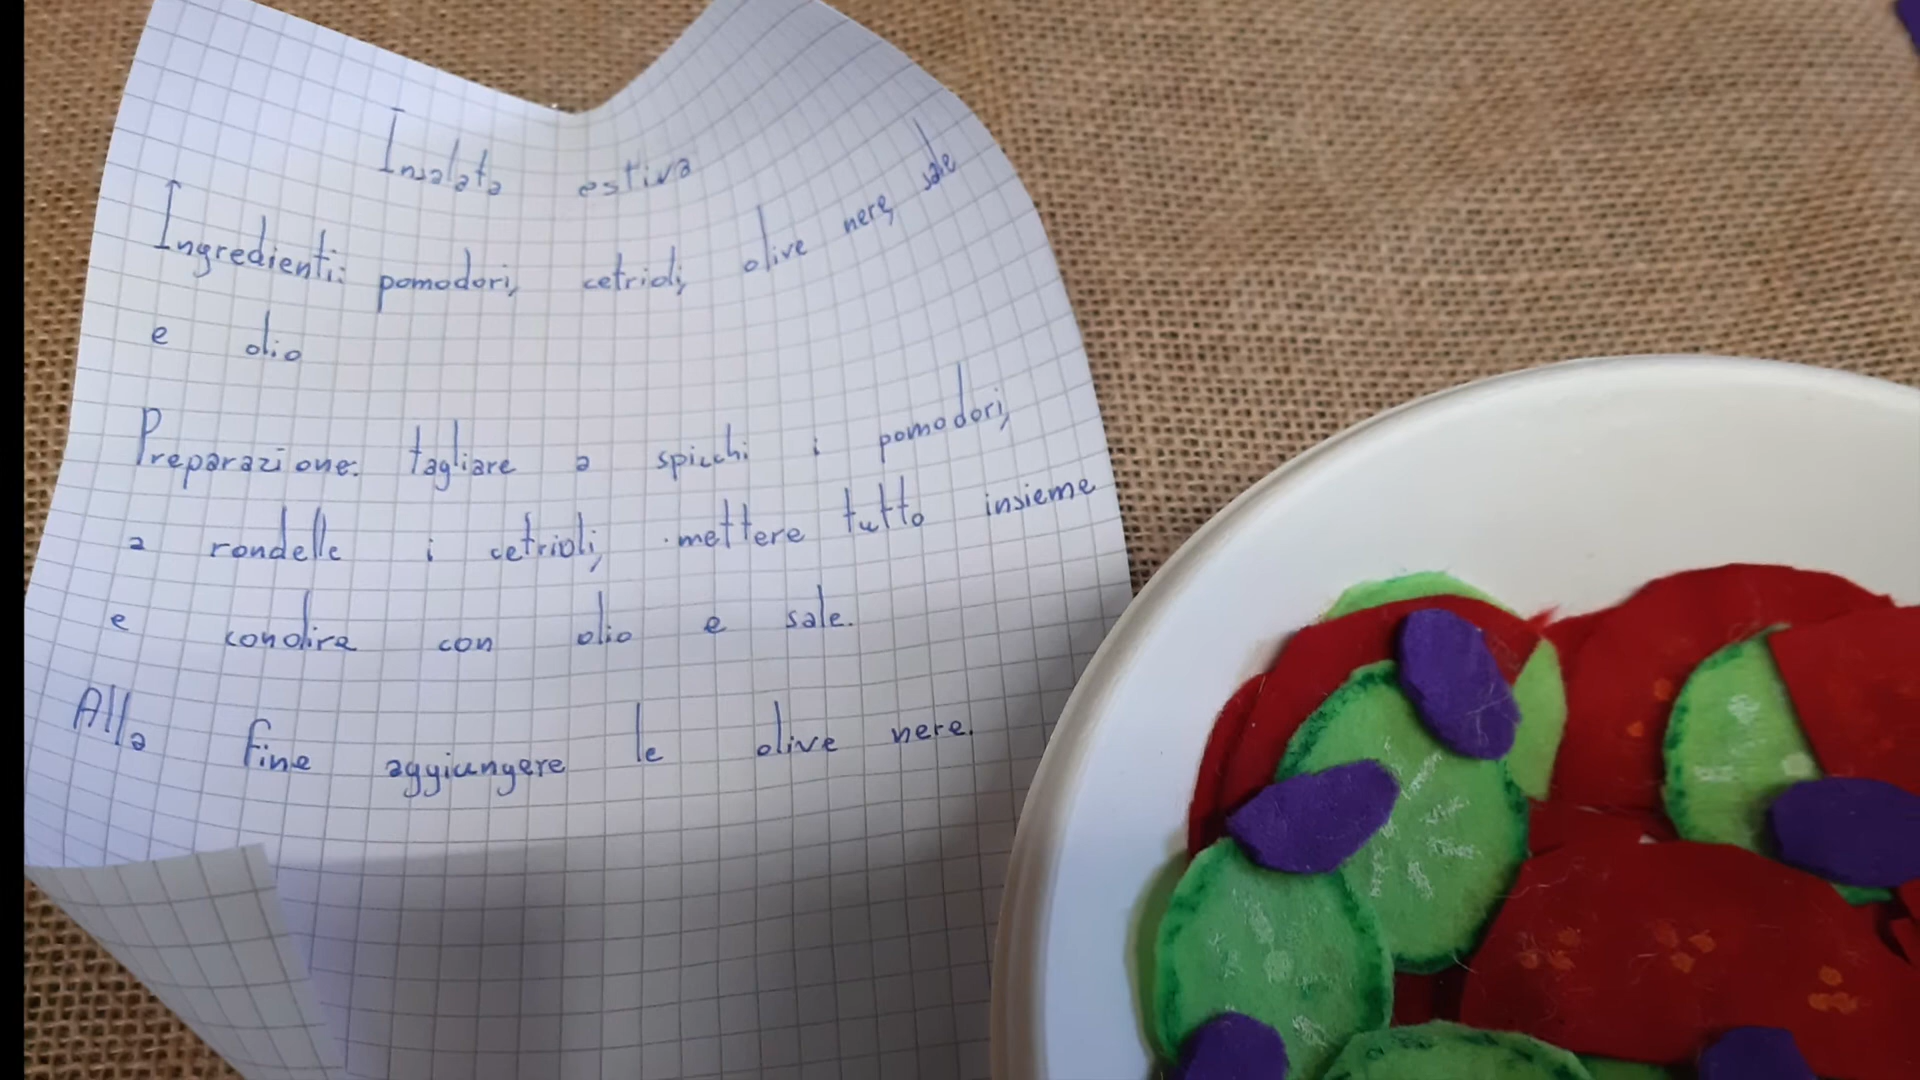 Insalata estiva
Ingredienti: pomodori, cetrioli, olive nere, sale
e olio
Preparazione: tagliare a spicchi i pomodori,
a rondelle i cetrioli, mettere tutto insieme
e condire con olio e sale.
Alla fine aggiungere le olive nere.